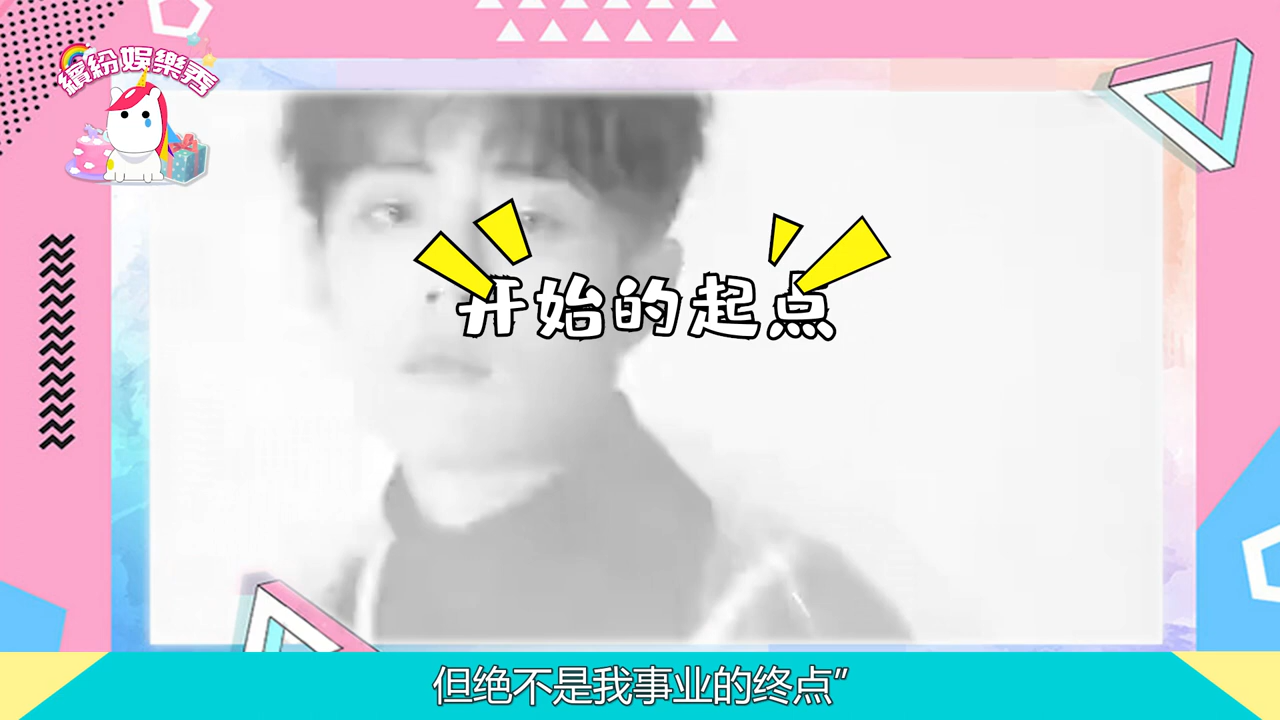 繽紛娛樂秀
开始的起点
但绝不是我事业的终点”